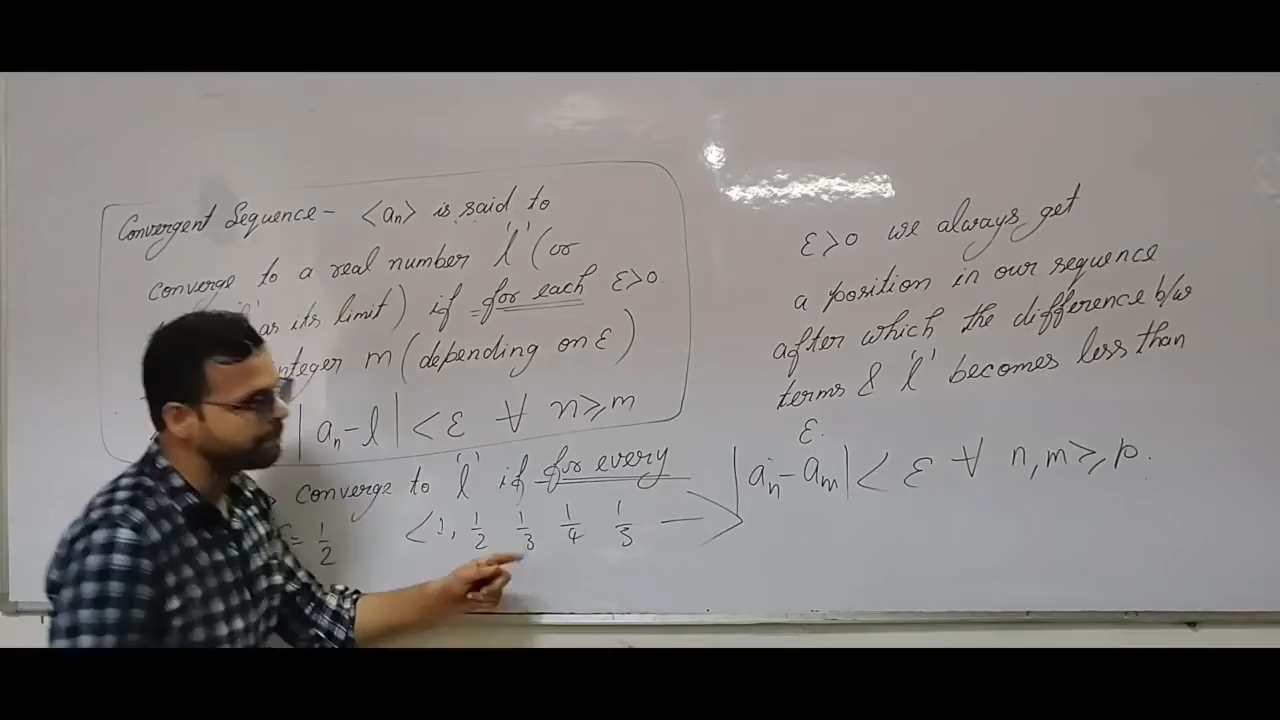 Convergent Sequence - <an> is said to
converge to a real number 'l' (or
as its limit) if for each ε>0
integer m (depending on ε)
|an - l| < ε ∀ n ≥ m
converge to 'l' if for every
= 1/2 <1, 1/2 1/3 1/4 1/5 — >
ε>0 we always get
a position in our sequence
after which the difference b/w
terms & 'l' becomes less than
ε.
|an - am| < ε ∀ n, m ≥, p.